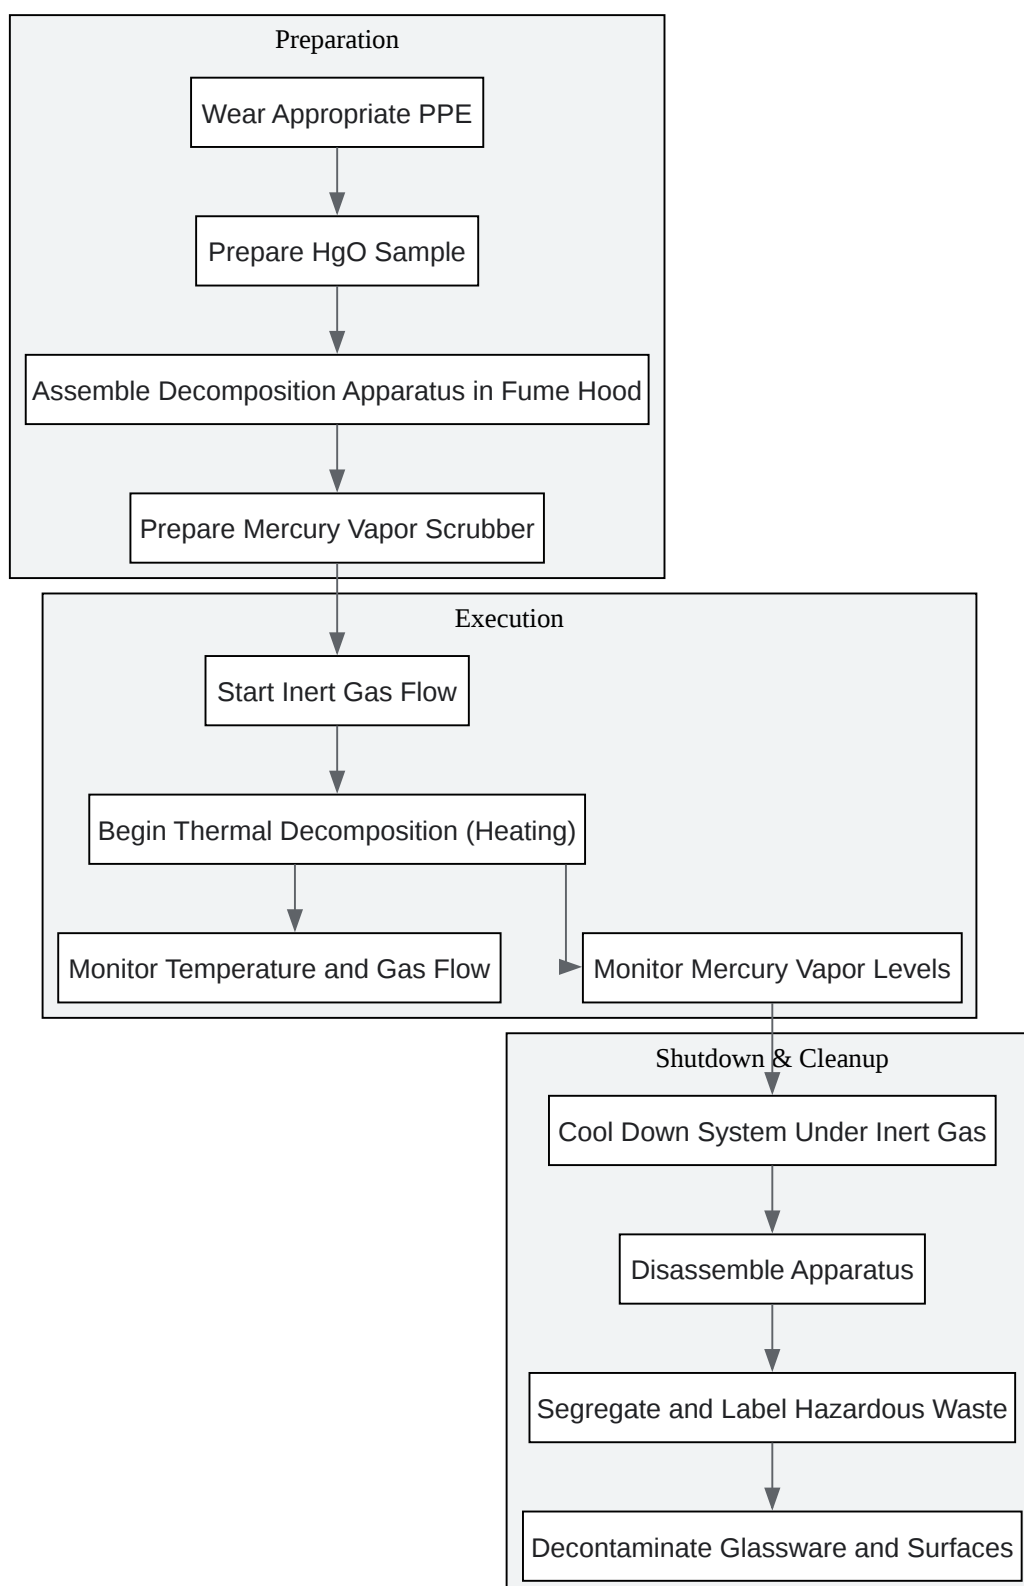 Preparation
Wear Appropriate PPE
Prepare HgO Sample
Assemble Decomposition Apparatus in Fume Hood
Prepare Mercury Vapor Scrubber
Execution
Start Inert Gas Flow
Begin Thermal Decomposition (Heating)
Monitor Temperature and Gas Flow
Monitor Mercury Vapor Levels
Shutdown & Cleanup
Cool Down System Under Inert Gas
Disassemble Apparatus
Segregate and Label Hazardous Waste
Decontaminate Glassware and Surfaces